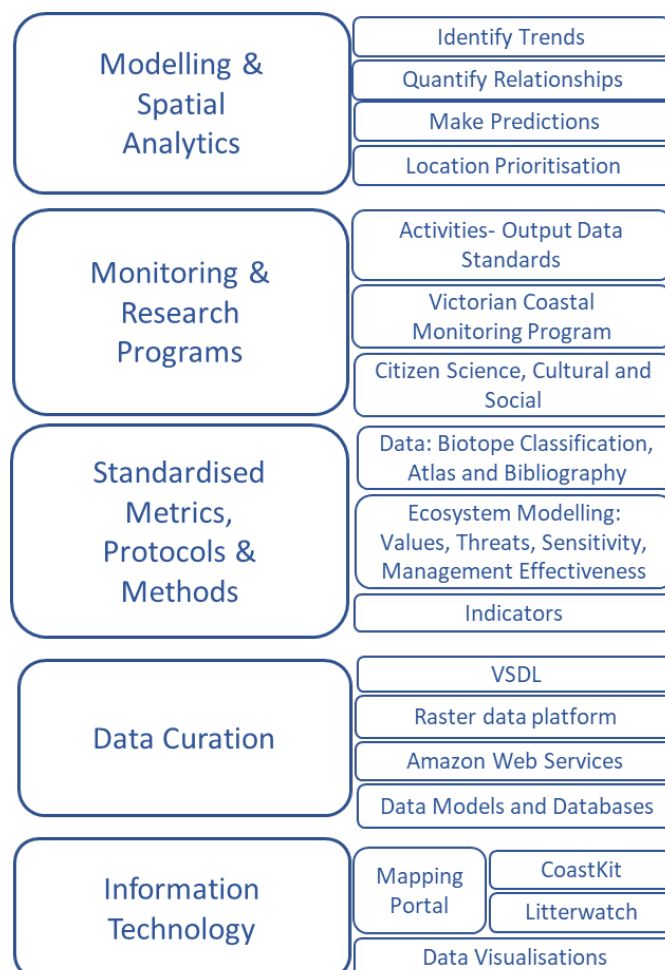 Modelling &
Spatial
Analytics
Identify Trends
Quantify Relationships
Make Predictions
Location Prioritisation
Monitoring &
Research
Programs
Activities- Output Data
Standards
Victorian Coastal
Monitoring Program
Citizen Science, Cultural and
Social
Standardised
Metrics,
Protocols &
Methods
Data: Biotope Classification,
Atlas and Bibliography
Ecosystem Modelling:
Values, Threats, Sensitivity,
Management Effectiveness
Indicators
Data Curation
VSDL
Raster data platform
Amazon Web Services
Data Models and Databases
Information
Technology
Mapping
Portal
CoastKit
Litterwatch
Data Visualisations